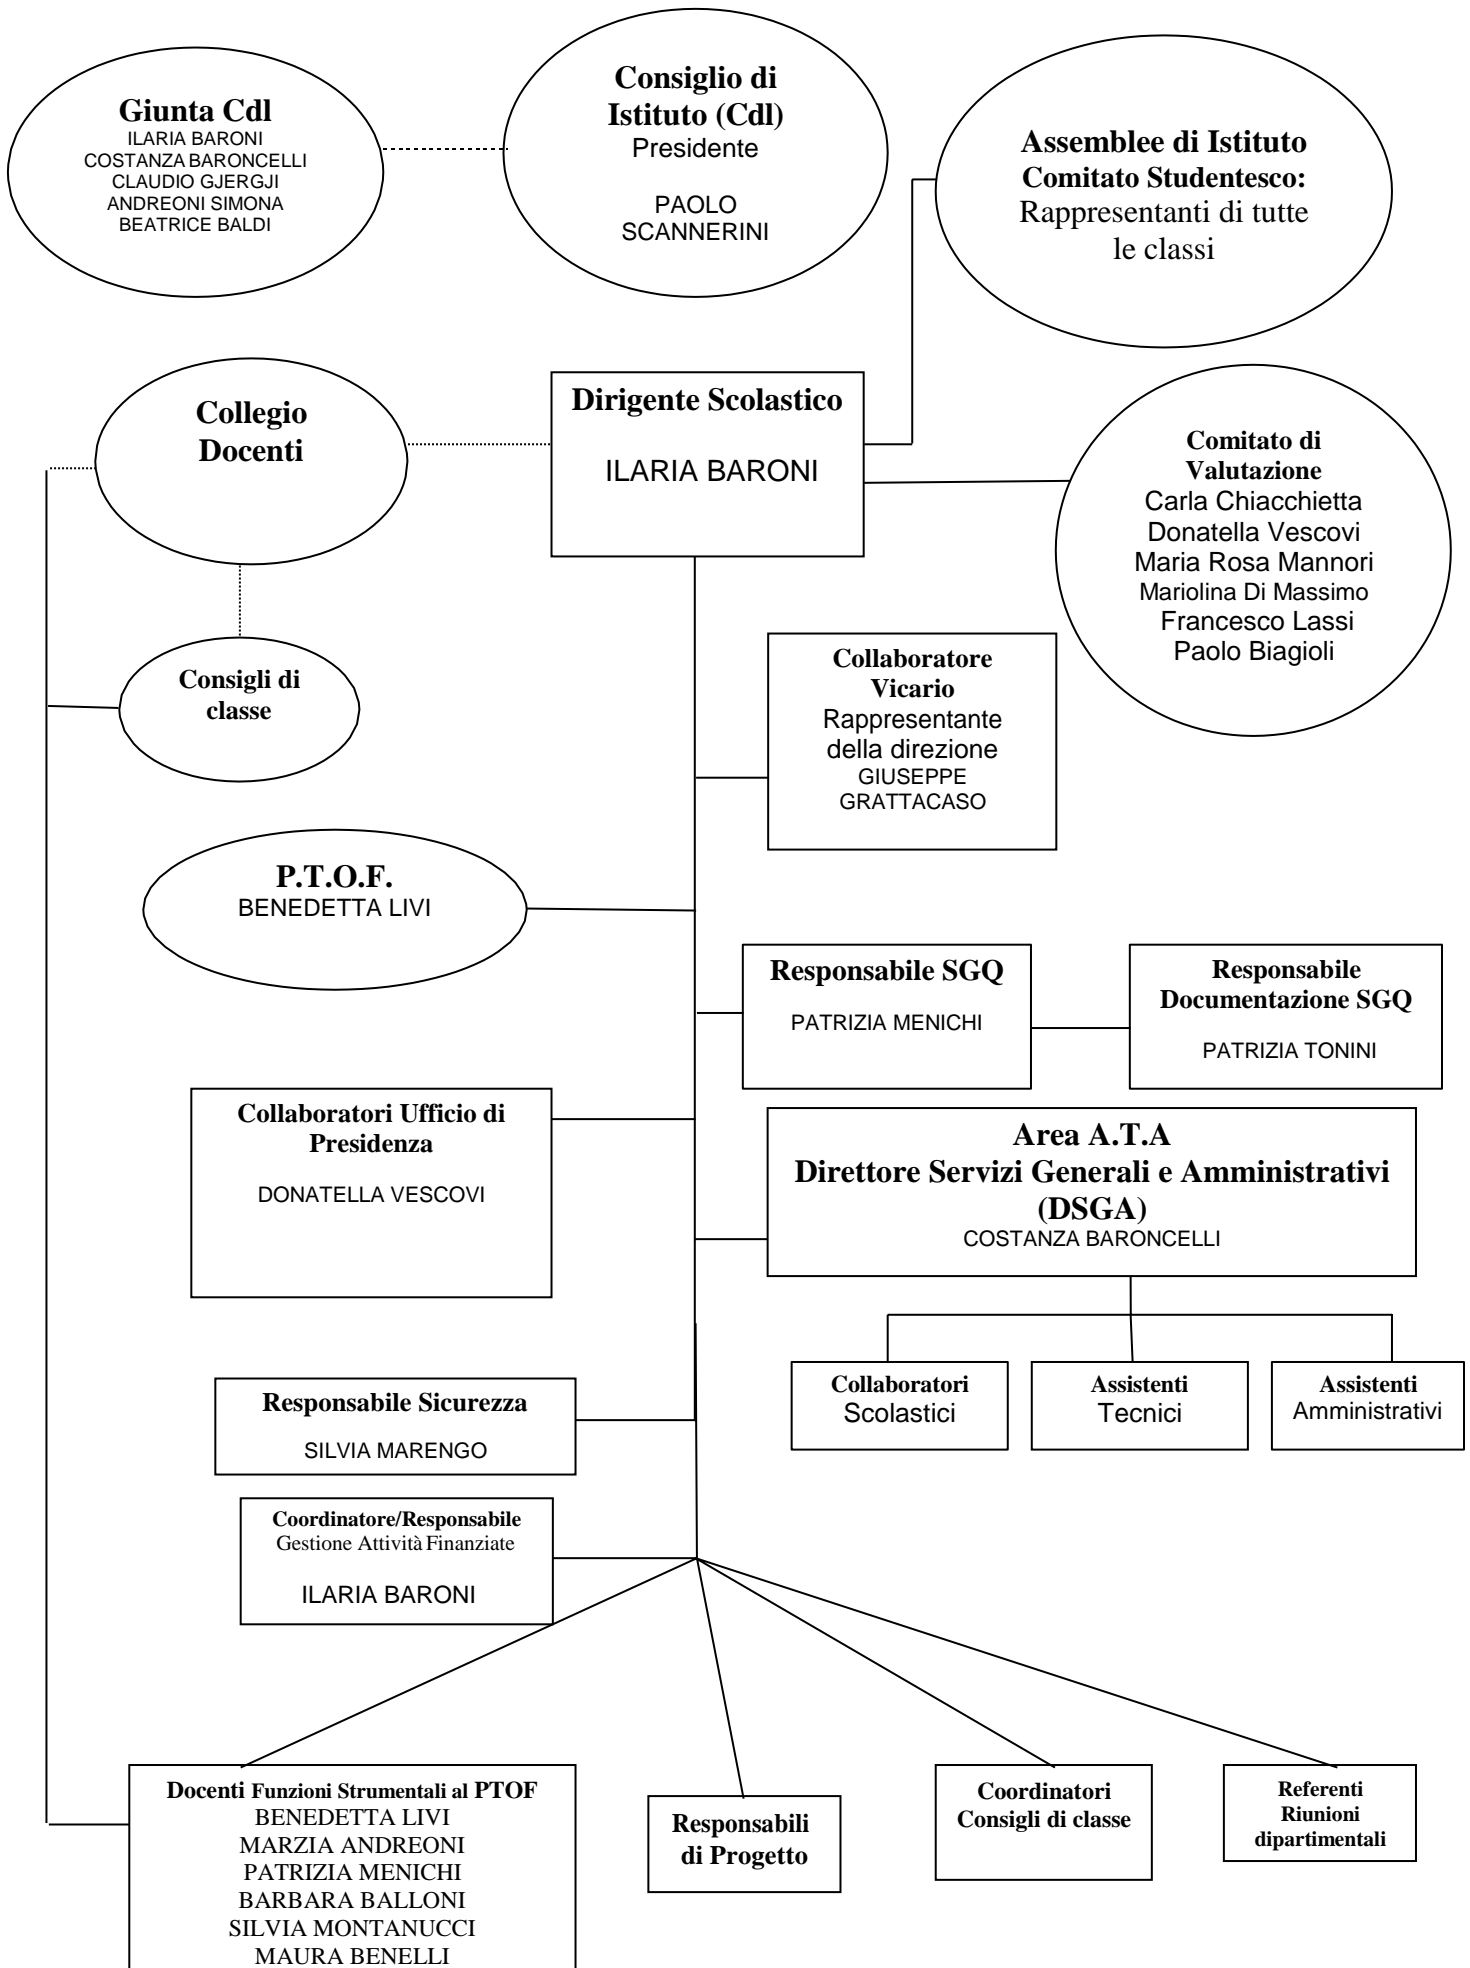 Giunta CdI
ILARIA BARONI
COSTANZA BARONCELLI
CLAUDIO GJERGJI
ANDREONI SIMONA
BEATRICE BALDI
Consiglio di
Istituto (CdI)
Presidente
PAOLO
SCANNERINI
Assemblee di Istituto
Comitato Studentesco:
Rappresentanti di tutte
le classi
Collegio
Docenti
Dirigente Scolastico
ILARIA BARONI
Comitato di
Valutazione
Carla Chiacchietta
Donatella Vescovi
Maria Rosa Mannori
Mariolina Di Massimo
Francesco Lassi
Paolo Biagioli
Consigli di
classe
Collaboratore
Vicario
Rappresentante
della direzione
GIUSEPPE
GRATTACASO
P.T.O.F.
BENEDETTA LIVI
Responsabile SGQ
PATRIZIA MENICHI
Responsabile
Documentazione SGQ
PATRIZIA TONINI
Collaboratori Ufficio di
Presidenza
DONATELLA VESCOVI
Area A.T.A
Direttore Servizi Generali e Amministrativi
(DSGA)
COSTANZA BARONCELLI
Collaboratori
Scolastici
Assistenti
Tecnici
Assistenti
Amministrativi
Responsabile Sicurezza
SILVIA MARENGO
Coordinatore/Responsabile
Gestione Attività Finanziate
ILARIA BARONI
Docenti Funzioni Strumentali al PTOF
BENEDETTA LIVI
MARZIA ANDREONI
PATRIZIA MENICHI
BARBARA BALLONI
SILVIA MONTANUCCI
MAURA BENELLI
Responsabili
di Progetto
Coordinatori
Consigli di classe
Referenti
Riunioni
dipartimentali